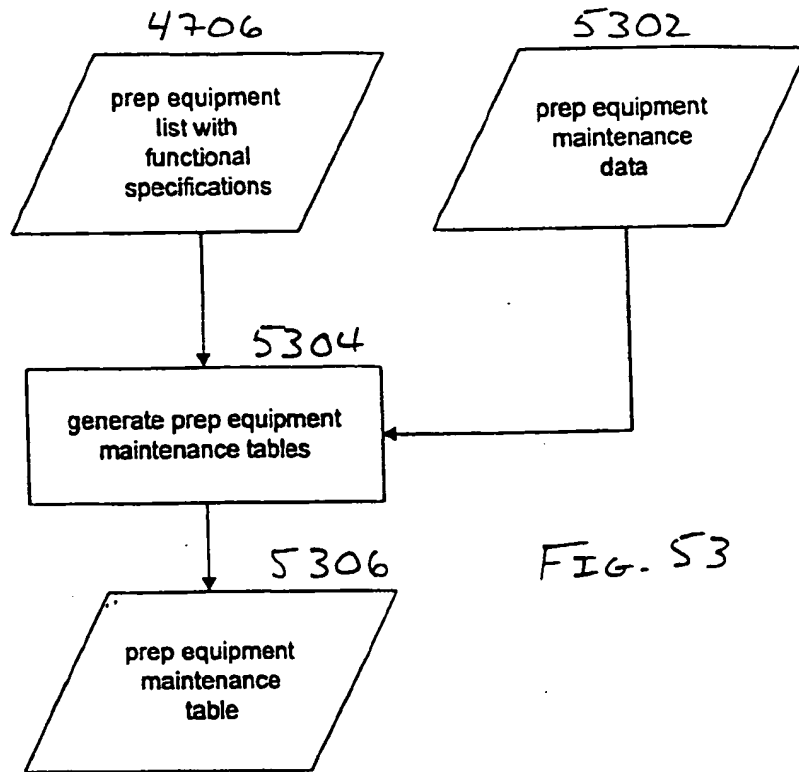 4706
prep equipment
list with
functional
specifications
5302
prep equipment
maintenance
data
5304
generate prep equipment
maintenance tables
5306
prep equipment
maintenance
table
FIG. 53